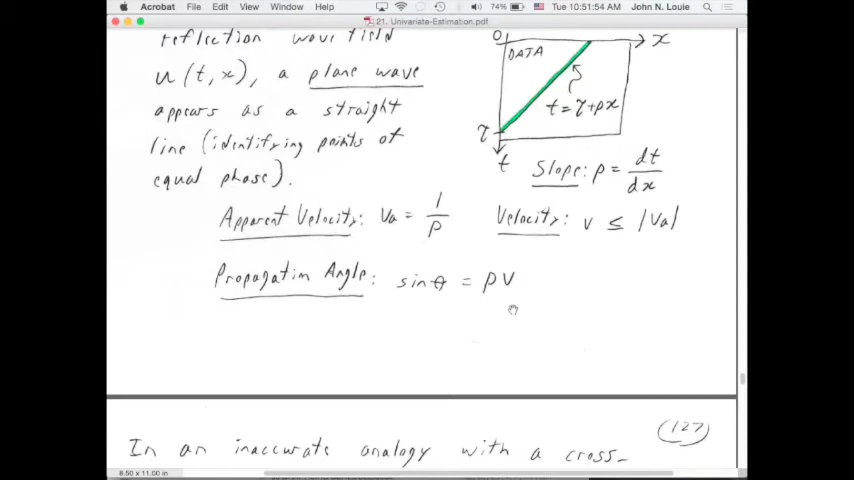 Acrobat File Edit View Window Help 74% Tue 10:51:54 AM John N. Louie
21. Univariate-Estimation.pdf
reflection wave field
u(t,x), a plane wave
appears as a straight
line (identifying points of
equal phase).
0 x
DATA
t = τ+px
τ
t
Slope: p = dt/dx
Apparent Velocity: Va = 1/p Velocity: v ≤ |Va|
Propagation Angle: sinθ = pv
(127)
In an inaccurate analogy with a cross-
8.50 x 11.00 in